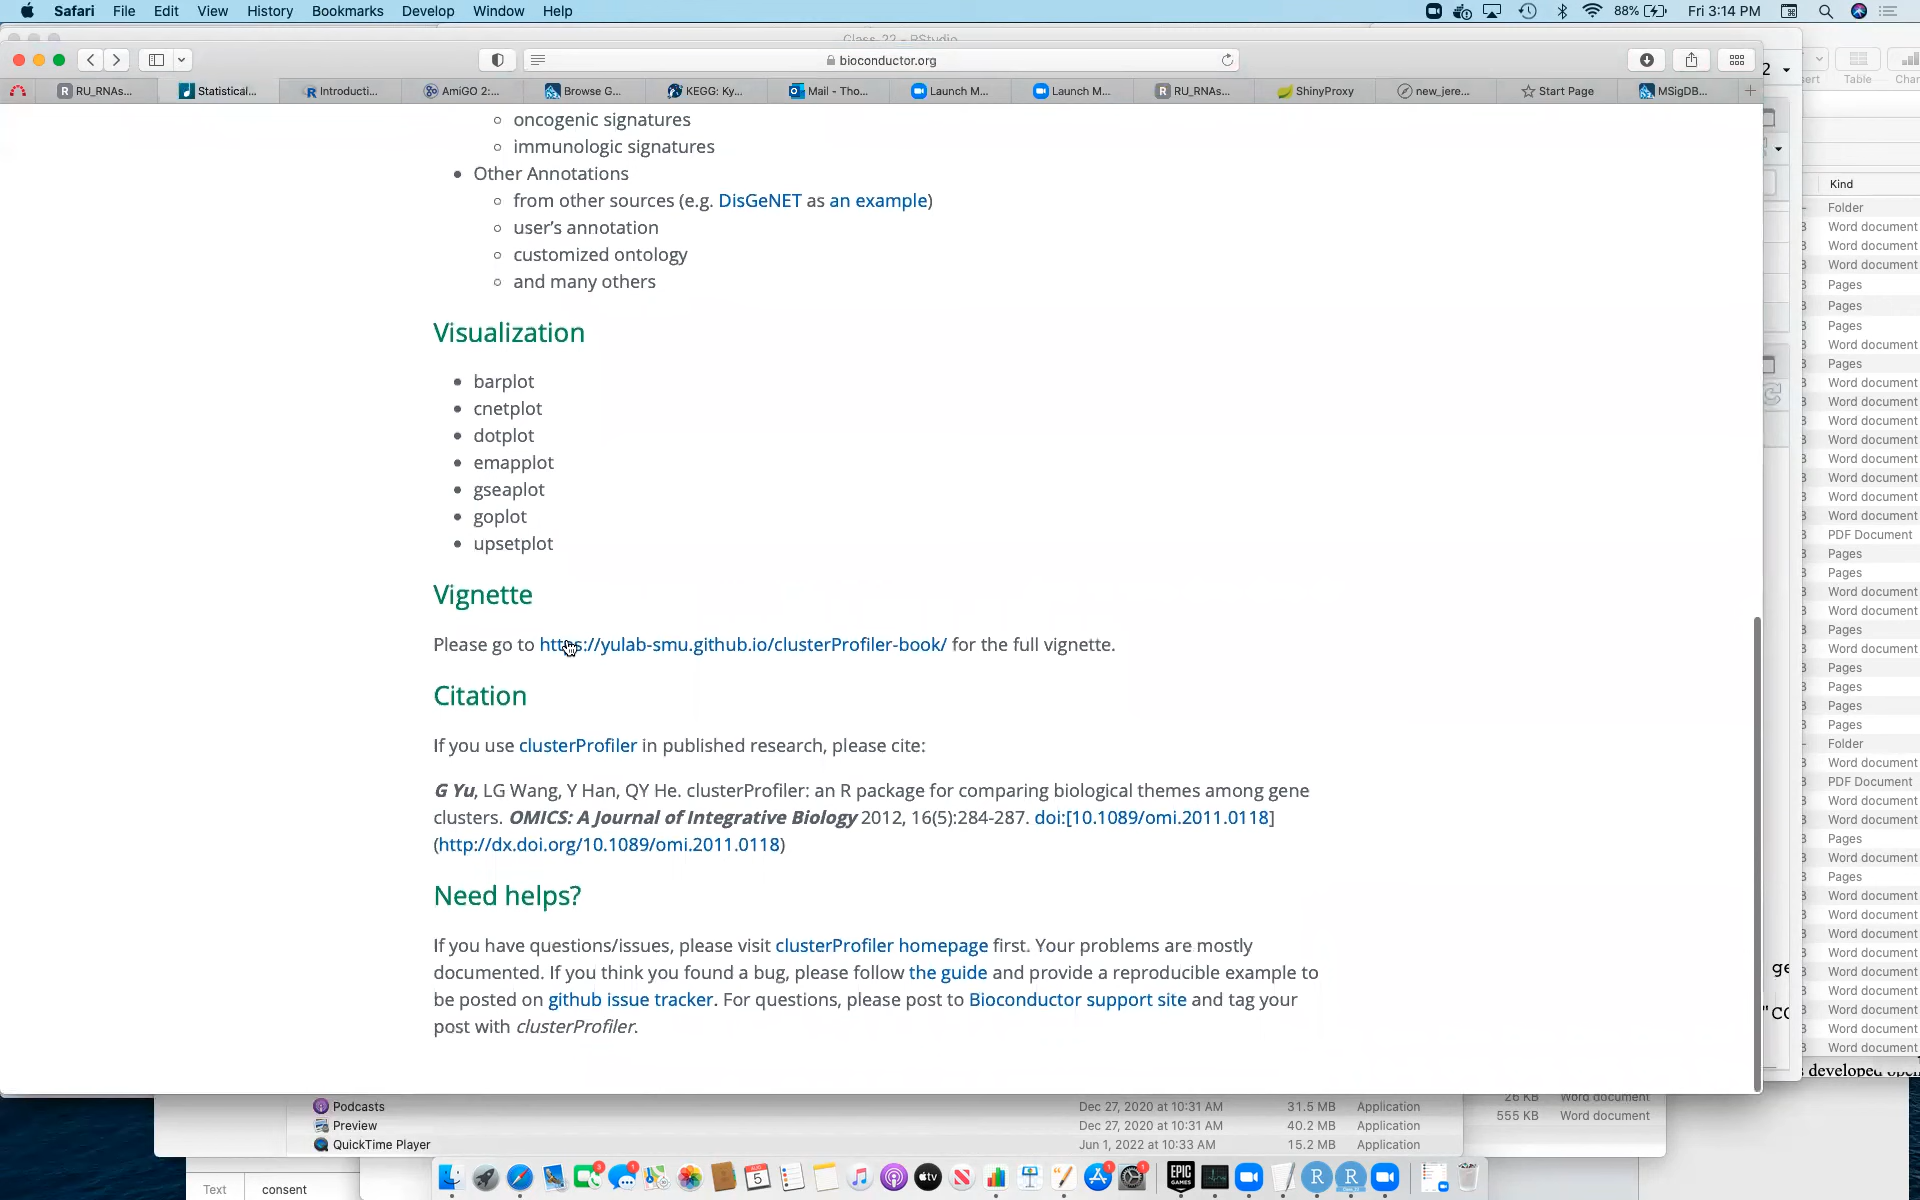 Safari File Edit View History Bookmarks Develop Window Help 88% Fri 3:14 PM
Class 22 - RStudio
bioconductor.org
RU_RNAs... Statistical... Introducti... AmiGO 2:... Browse G... KEGG: Ky... Mail - Tho... Launch M... Launch M... RU_RNAs... ShinyProxy new_jere... Start Page MSigDB...
Table
oncogenic signatures
immunologic signatures
Other Annotations
from other sources (e.g. DisGeNET as an example)
user's annotation
customized ontology
and many others
Visualization
barplot
cnetplot
dotplot
emapplot
gseaplot
goplot
upsetplot
Vignette
Please go to https://yulab-smu.github.io/clusterProfiler-book/ for the full vignette.
Citation
If you use clusterProfiler in published research, please cite:
G Yu, LG Wang, Y Han, QY He. clusterProfiler: an R package for comparing biological themes among gene
clusters. OMICS: A Journal of Integrative Biology 2012, 16(5):284-287. doi:[10.1089/omi.2011.0118]
(http://dx.doi.org/10.1089/omi.2011.0118)
Need helps?
If you have questions/issues, please visit clusterProfiler homepage first. Your problems are mostly
documented. If you think you found a bug, please follow the guide and provide a reproducible example to
be posted on github issue tracker. For questions, please post to Bioconductor support site and tag your
post with clusterProfiler.
Kind
Folder
Word document
Word document
Word document
Pages
Pages
Pages
Word document
Pages
Word document
Word document
Word document
Word document
Word document
Word document
Word document
Word document
PDF Document
Pages
Pages
Word document
Word document
Pages
Word document
Pages
Pages
Pages
Pages
Folder
Word document
PDF Document
Word document
Word document
Pages
Word document
Pages
Word document
Word document
Word document
Word document
Word document
Word document
Word document
Word document
Word document
developed
Podcasts Dec 27, 2020 at 10:31 AM 31.5 MB Application
Preview Dec 27, 2020 at 10:31 AM 40.2 MB Application
QuickTime Player Jun 1, 2022 at 10:33 AM 15.2 MB Application
26 KB Word document
555 KB Word document
Text consent